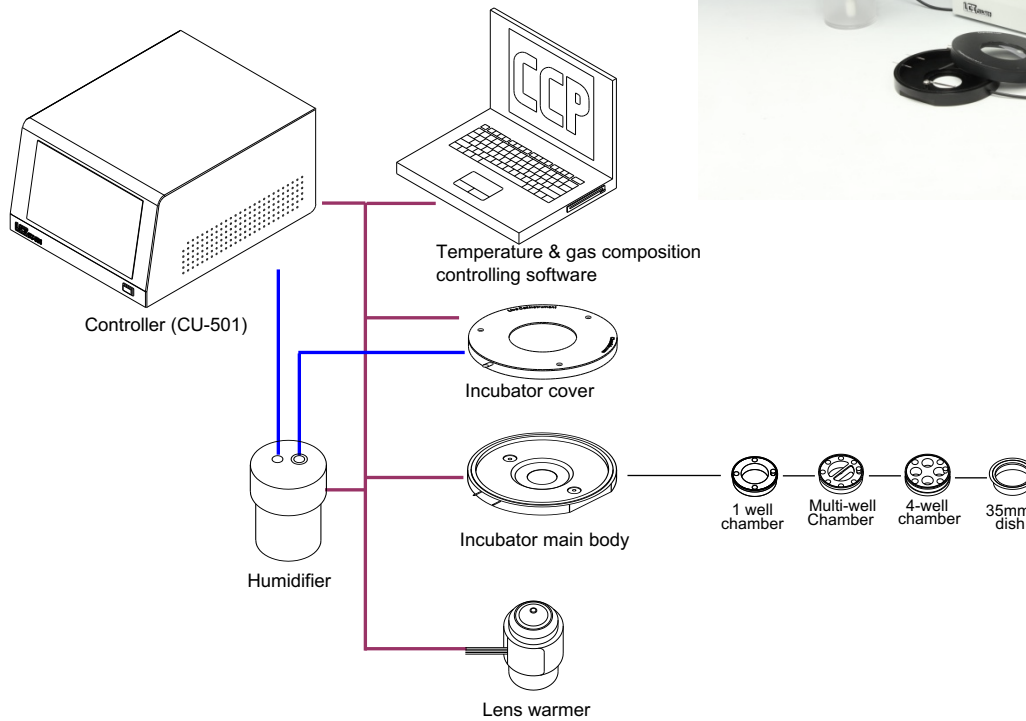 CCP
Temperature & gas composition
controlling software
Controller (CU-501)
Incubator cover
Incubator main body
1 well
chamber
Multi-well
Chamber
4-well
chamber
35mm
dish
Humidifier
Lens warmer